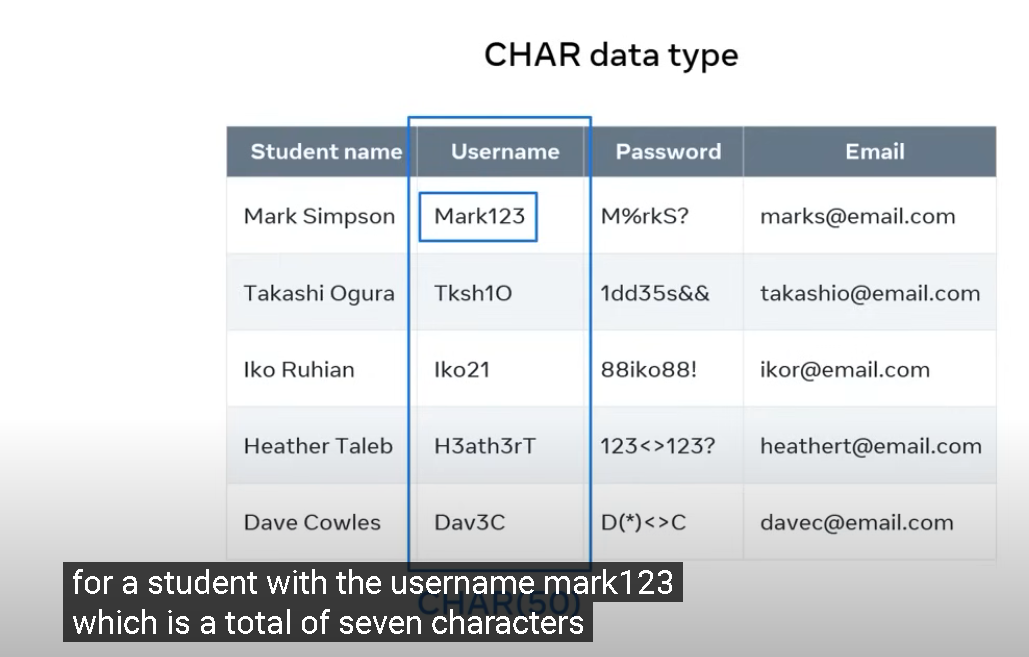 CHAR data type
Student name Username Password Email
Mark Simpson Mark123 M%rkS? marks@email.com
Takashi Ogura Tksh1O 1dd35s&& takashio@email.com
Iko Ruhian Iko21 88iko88! ikor@email.com
Heather Taleb H3ath3rT 123<>123? heathert@email.com
Dave Cowles Dav3C D(*)<>C davec@email.com
for a student with the username mark123
CHAR(50)
which is a total of seven characters